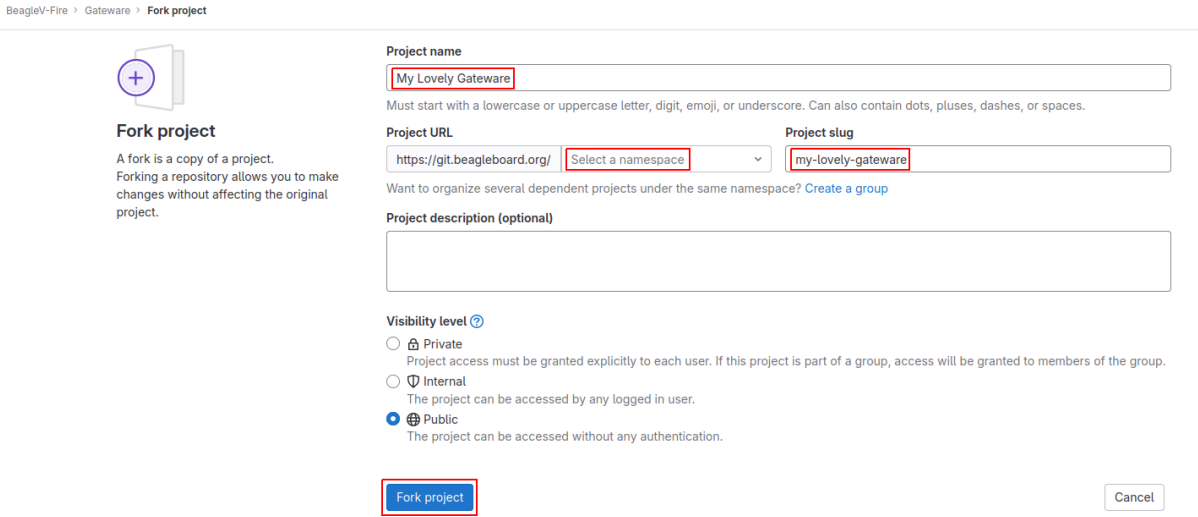 BeagleV-Fire > Gateware > Fork project
Fork project
A fork is a copy of a project.
Forking a repository allows you to make
changes without affecting the original
project.
Project name
My Lovely Gateware
Must start with a lowercase or uppercase letter, digit, emoji, or underscore. Can also contain dots, pluses, dashes, or spaces.
Project URL
https://git.beagleboard.org/
Select a namespace
Project slug
my-lovely-gateware
Want to organize several dependent projects under the same namespace? Create a group
Project description (optional)
Visibility level
Private
Project access must be granted explicitly to each user. If this project is part of a group, access will be granted to members of the group.
Internal
The project can be accessed by any logged in user.
Public
The project can be accessed without any authentication.
Fork project
Cancel